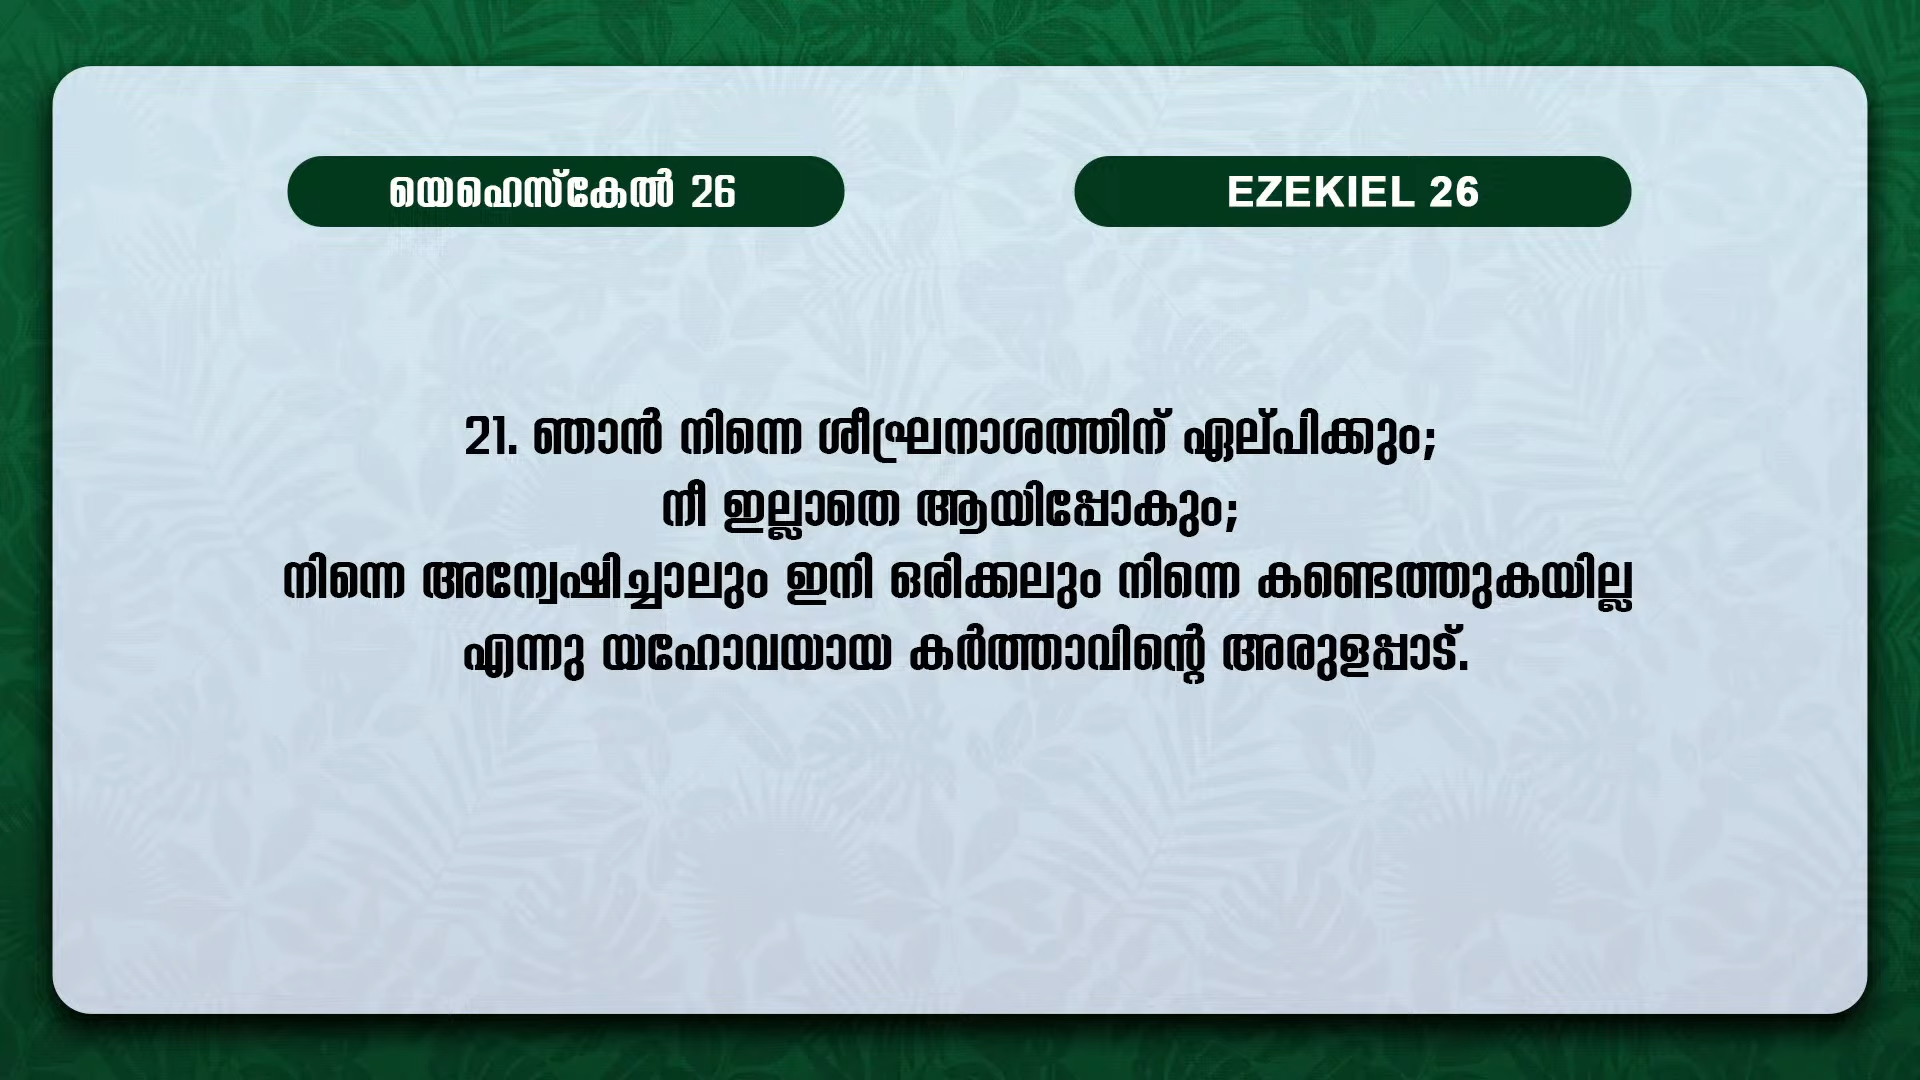 യെഹെസ്കേൽ 26
EZEKIEL 26
21. ഞാൻ നിന്നെ ശീഘ്രനാശത്തിന് ഏല്പിക്കും;
നീ ഇല്ലാതെ ആയിപ്പോകും;
നിന്നെ അന്വേഷിച്ചാലും ഇനി ഒരിക്കലും നിന്നെ കണ്ടെത്തുകയില്ല
എന്നു യഹോവയായ കർത്താവിന്റെ അരുളപ്പാട്.